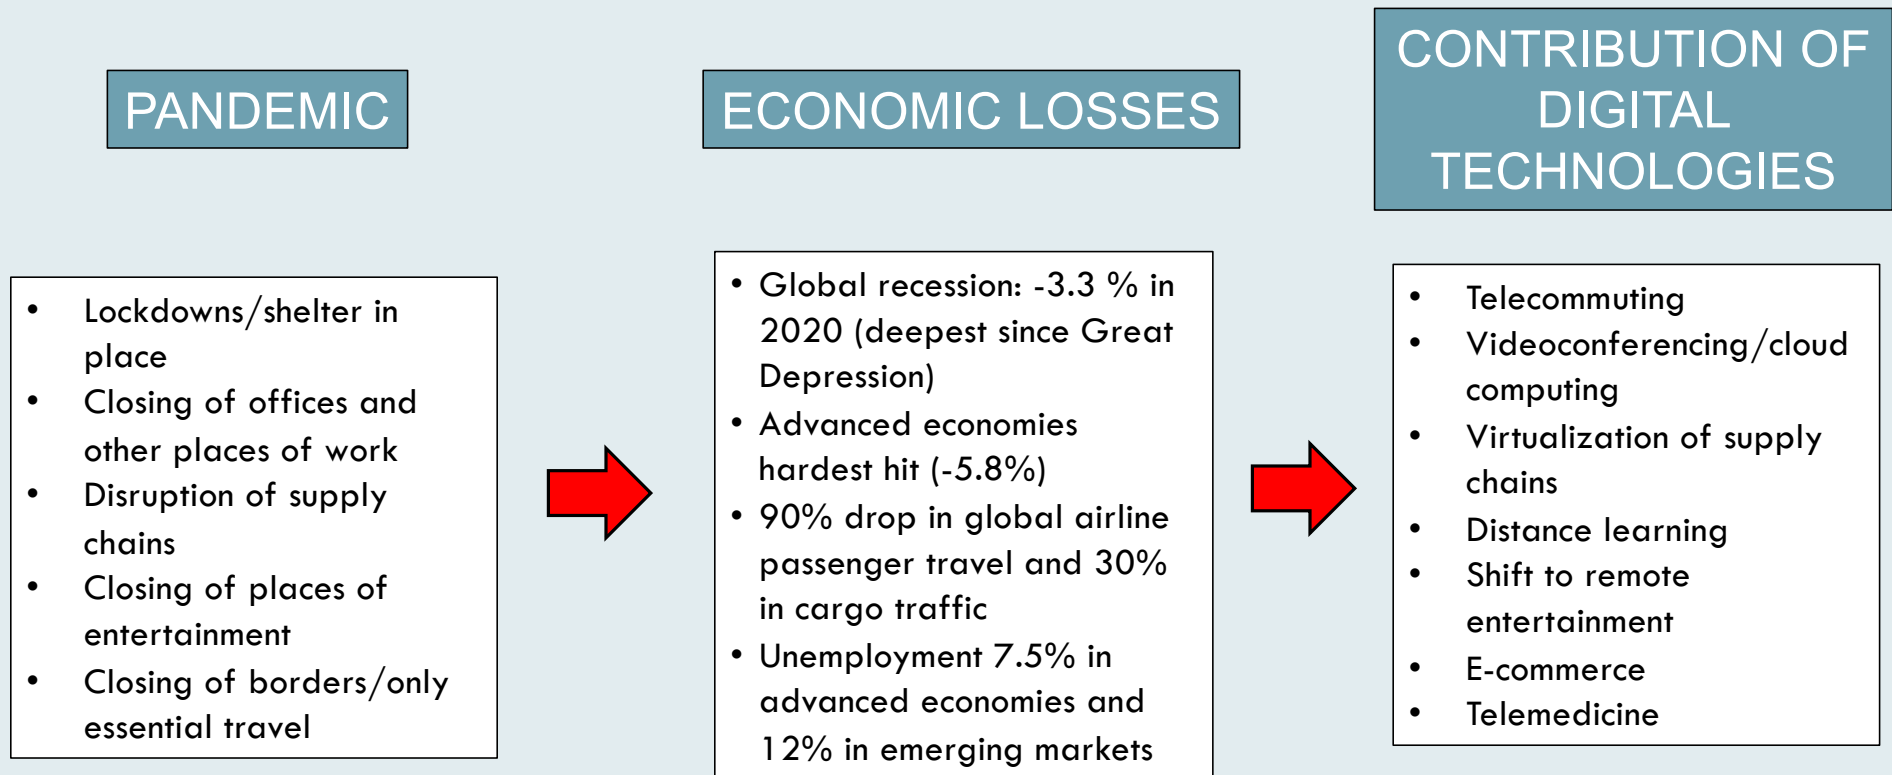 PANDEMIC
• Lockdowns/shelter in
place
• Closing of offices and
other places of work
• Disruption of supply
chains
• Closing of places of
entertainment
• Closing of borders/only
essential travel
ECONOMIC LOSSES
• Global recession: -3.3 % in
2020 (deepest since Great
Depression)
• Advanced economies
hardest hit (-5.8%)
• 90% drop in global airline
passenger travel and 30%
in cargo traffic
• Unemployment 7.5% in
advanced economies and
12% in emerging markets
CONTRIBUTION OF
DIGITAL
TECHNOLOGIES
• Telecommuting
• Videoconferencing/cloud
computing
• Virtualization of supply
chains
• Distance learning
• Shift to remote
entertainment
• E-commerce
• Telemedicine